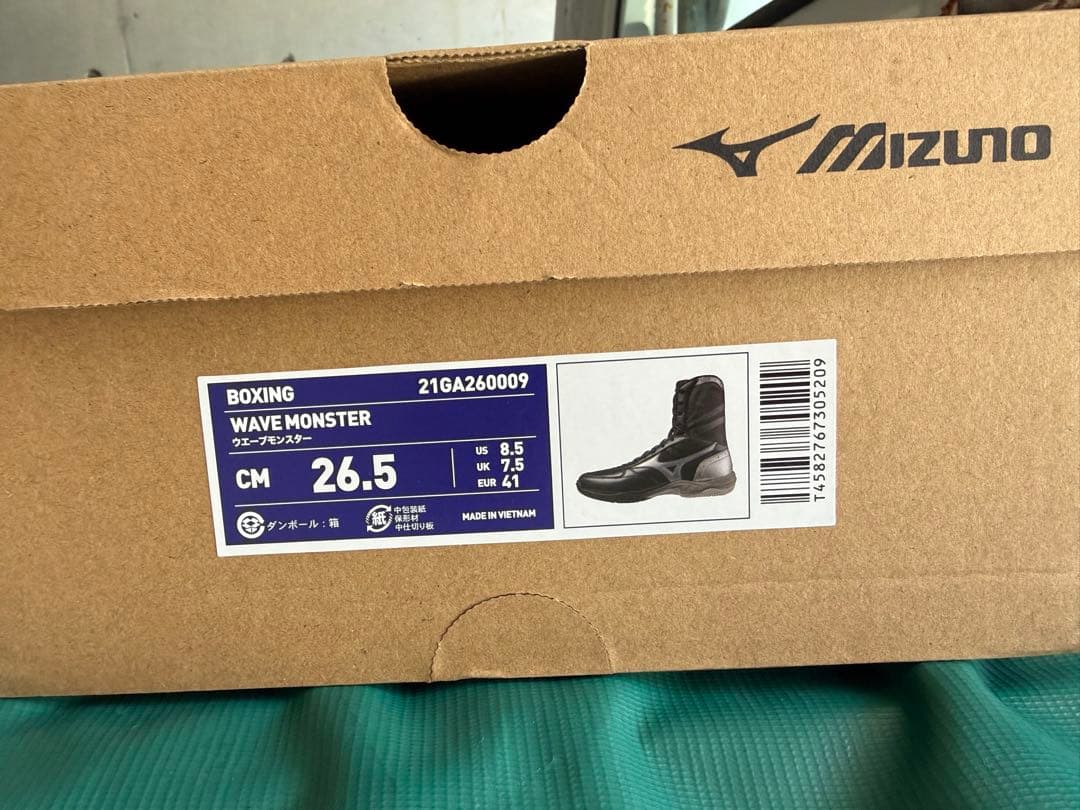 MIZUNO
BOXING 21GA260009
WAVE MONSTER
ウエーブモンスター
CM 26.5
US 8.5
UK 7.5
EUR 41
ダンボール：箱
紙
中包装紙
保形材
中仕切り板
MADE IN VIETNAM
T4582767305209